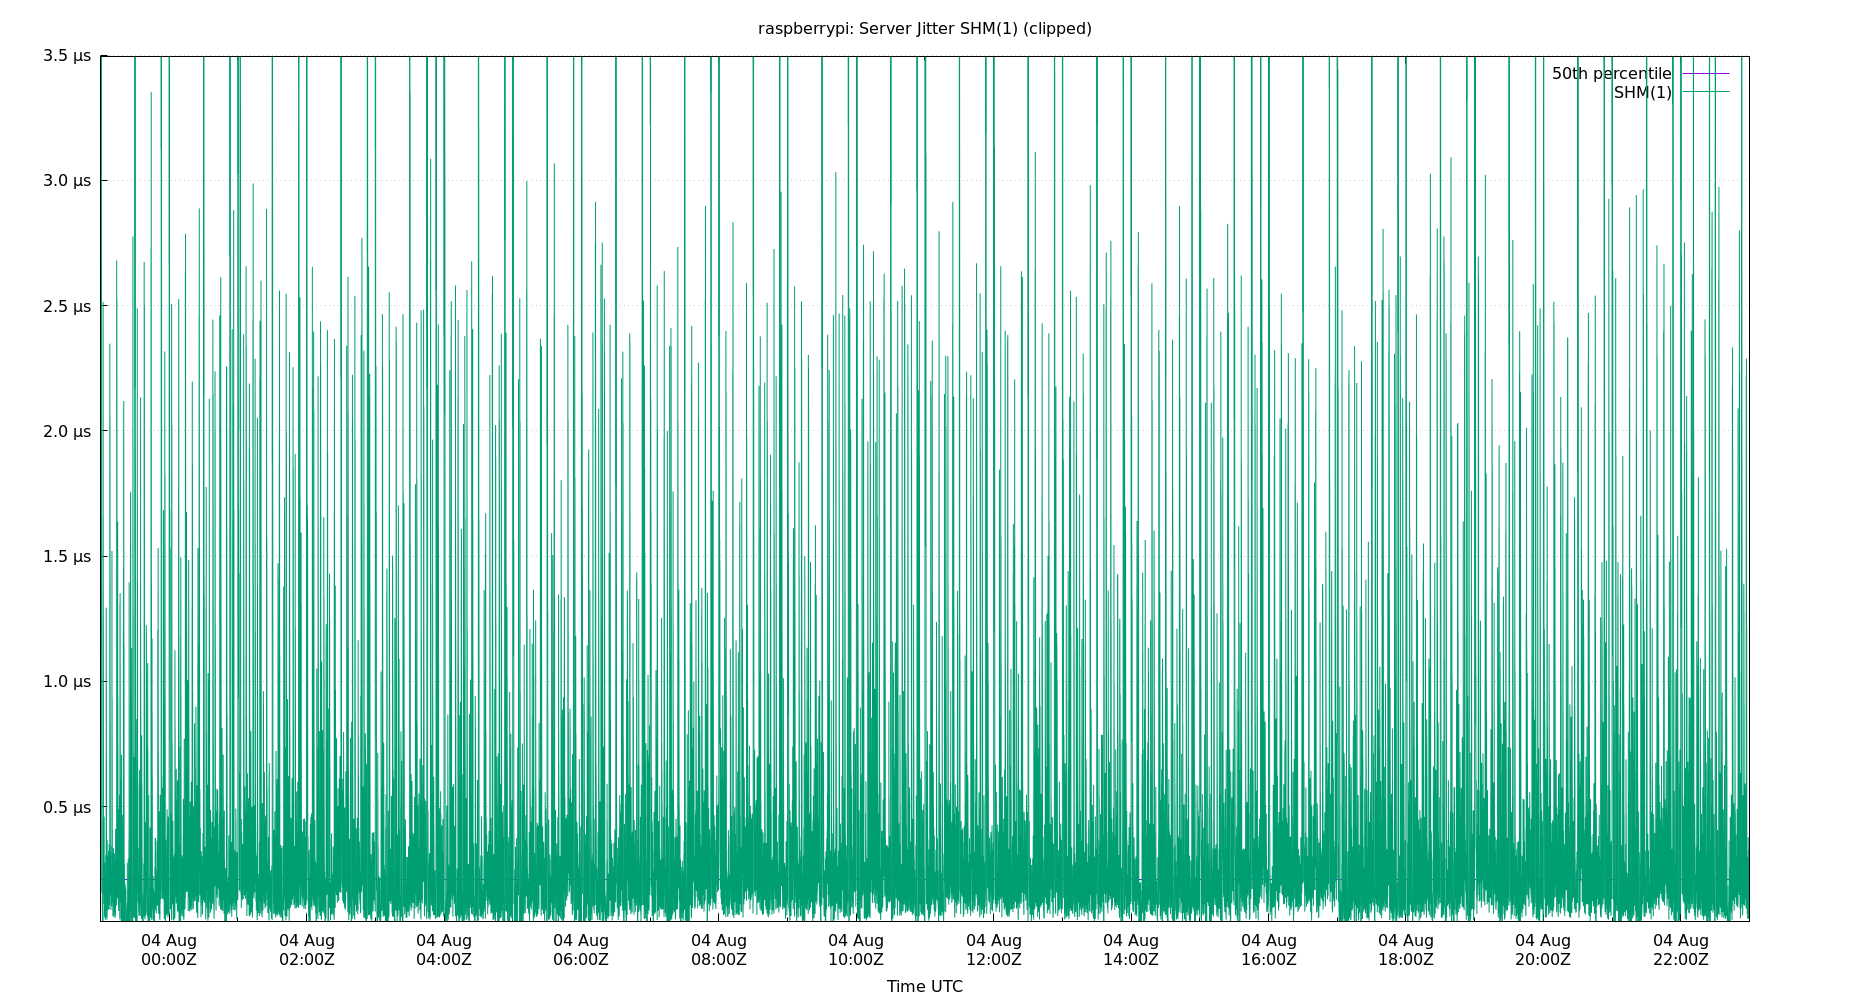 raspberrypi: Server Jitter SHM(1) (clipped)
3.5 µs
3.0 µs
2.5 µs
2.0 µs
1.5 µs
1.0 µs
0.5 µs
50th percentile
SHM(1)
04 Aug 04 Aug 04 Aug 04 Aug 04 Aug 04 Aug 04 Aug 04 Aug 04 Aug 04 Aug 04 Aug 04 Aug
00:00Z 02:00Z 04:00Z 06:00Z 08:00Z 10:00Z 12:00Z 14:00Z 16:00Z 18:00Z 20:00Z 22:00Z
Time UTC